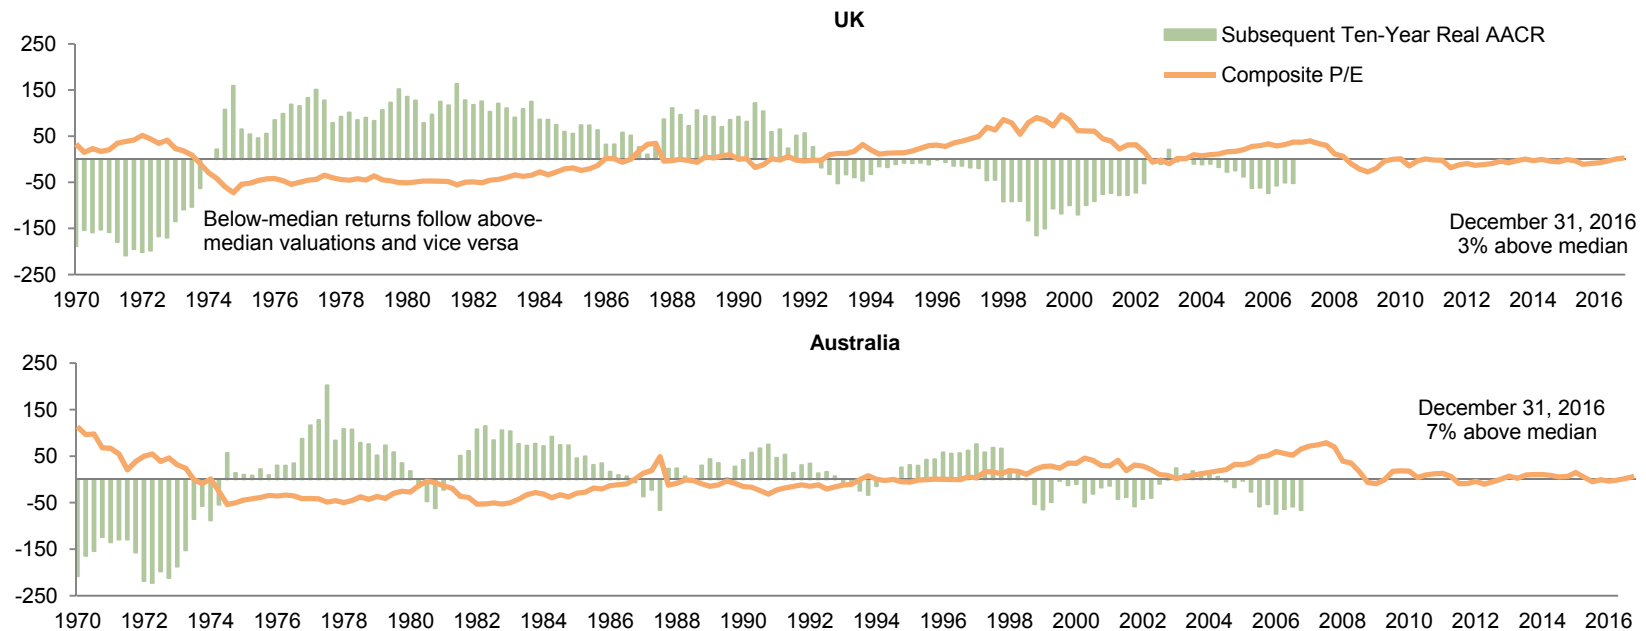 UK
Subsequent Ten-Year Real AACR
Composite P/E
250
150
50
-50
-150
-250
Below-median returns follow above-
median valuations and vice versa
December 31, 2016
3% above median
1970 1972 1974 1976 1978 1980 1982 1984 1986 1988 1990 1992 1994 1996 1998 2000 2002 2004 2006 2008 2010 2012 2014 2016
Australia
250
150
50
-50
-150
-250
December 31, 2016
7% above median
1970 1972 1974 1976 1978 1980 1982 1984 1986 1988 1990 1992 1994 1996 1998 2000 2002 2004 2006 2008 2010 2012 2014 2016